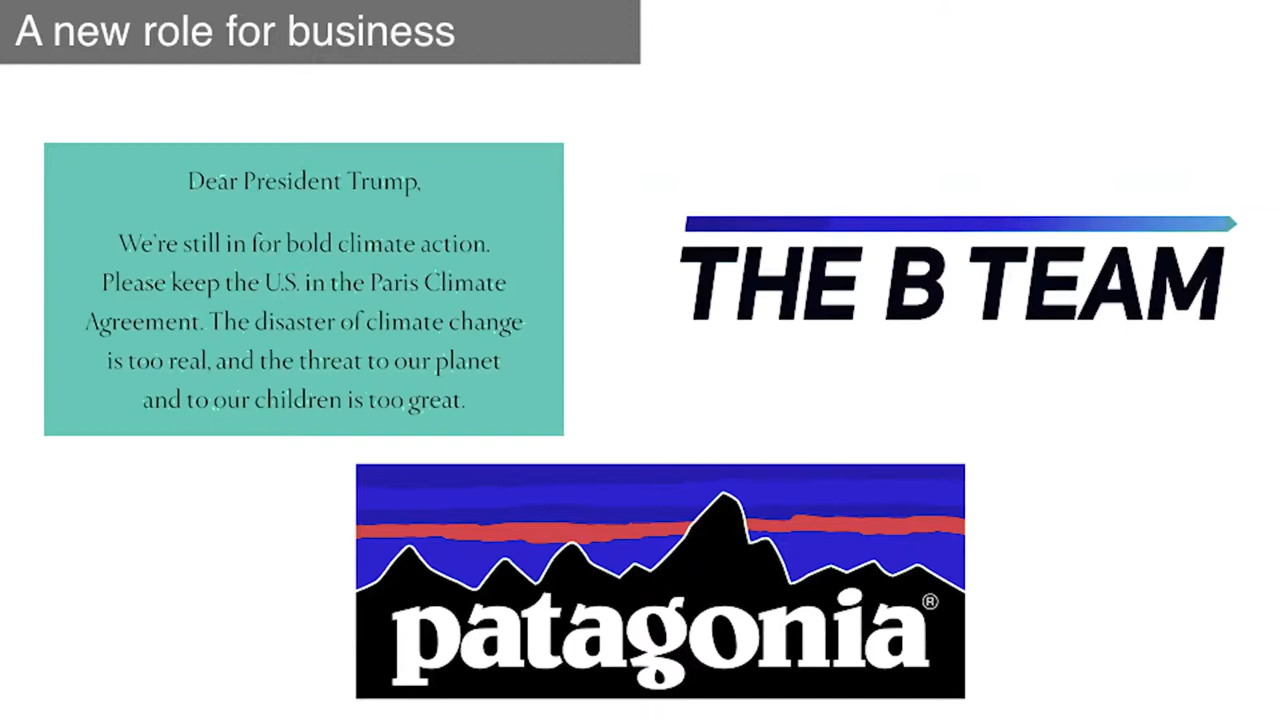 A new role for business
Dear President Trump,
We're still in for bold climate action.
Please keep the U.S. in the Paris Climate
Agreement. The disaster of climate change
is too real, and the threat to our planet
and to our children is too great.
THE B TEAM
patagonia®